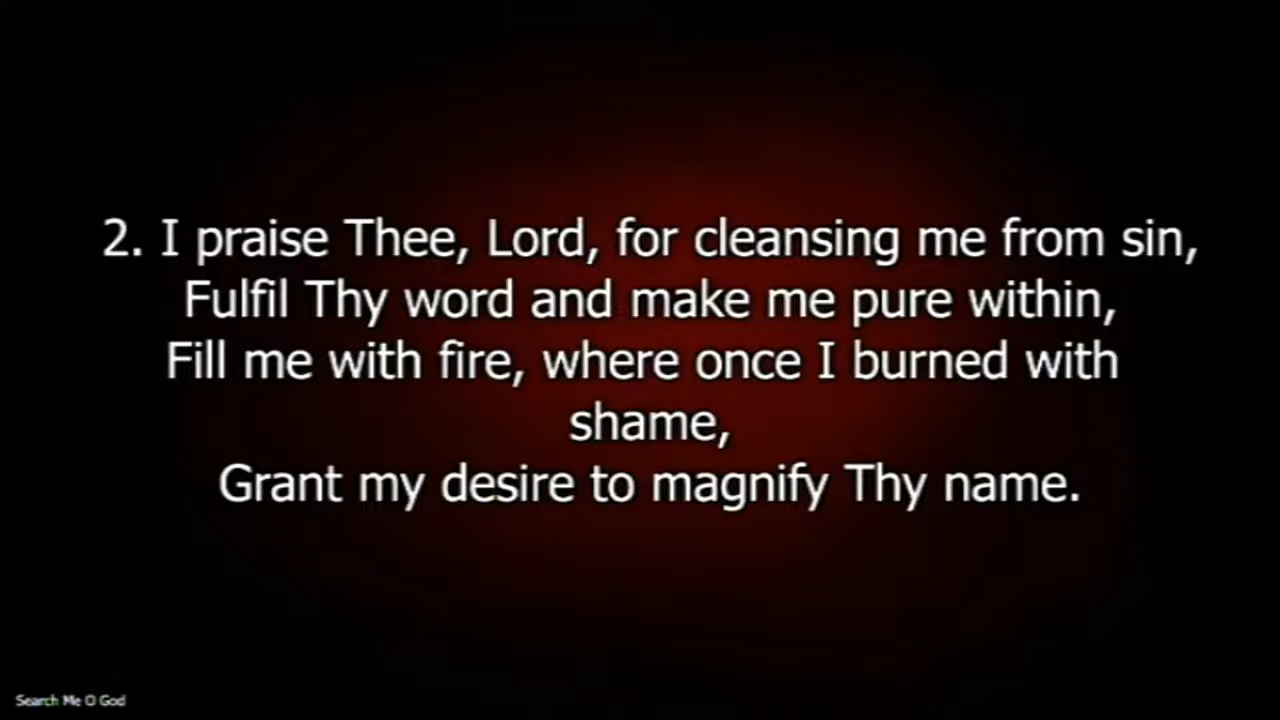 2. I praise Thee, Lord, for cleansing me from sin,
Fulfil Thy word and make me pure within,
Fill me with fire, where once I burned with
shame,
Grant my desire to magnify Thy name.
Search Me O God